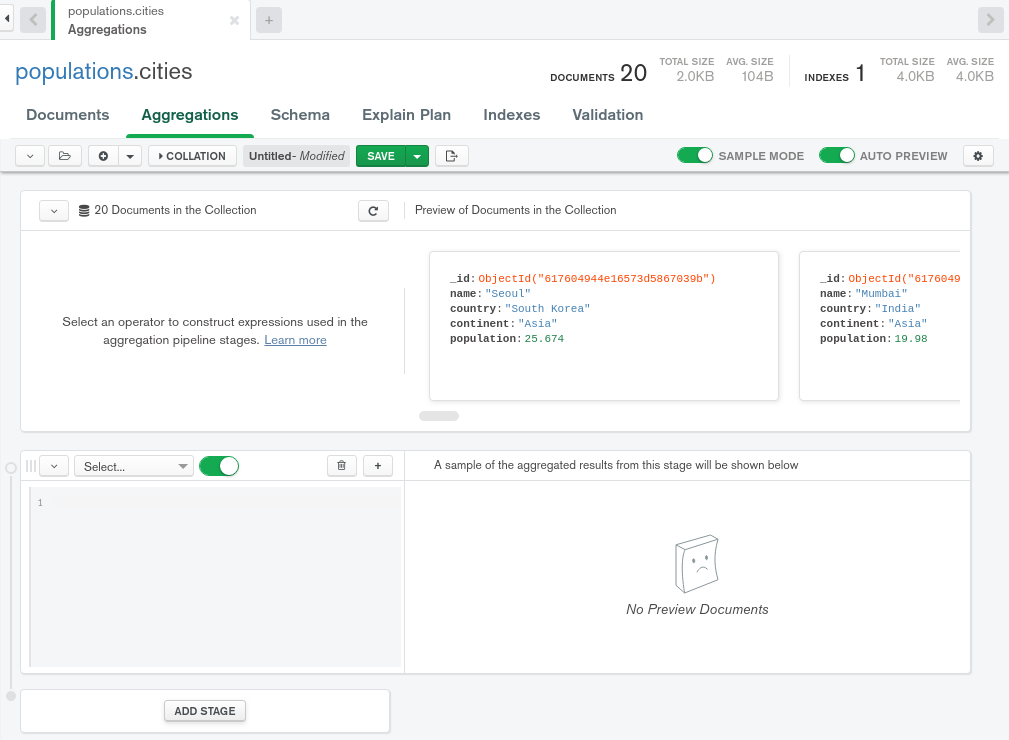 populations.cities
Aggregations
populations.cities
DOCUMENTS 20
TOTAL SIZE
2.0KB
AVG. SIZE
104B
INDEXES 1
TOTAL SIZE
4.0KB
AVG. SIZE
4.0KB
Documents
Aggregations
Schema
Explain Plan
Indexes
Validation
COLLATION
Untitled- Modified
SAVE
SAMPLE MODE
AUTO PREVIEW
20 Documents in the Collection
Preview of Documents in the Collection
Select an operator to construct expressions used in the
aggregation pipeline stages. Learn more
_id: ObjectId("617604944e16573d5867039b")
name: "Seoul"
country: "South Korea"
continent: "Asia"
population: 25.674
_id: ObjectId("6176049
name: "Mumbai"
country: "India"
continent: "Asia"
population: 19.98
Select...
A sample of the aggregated results from this stage will be shown below
1
No Preview Documents
ADD STAGE